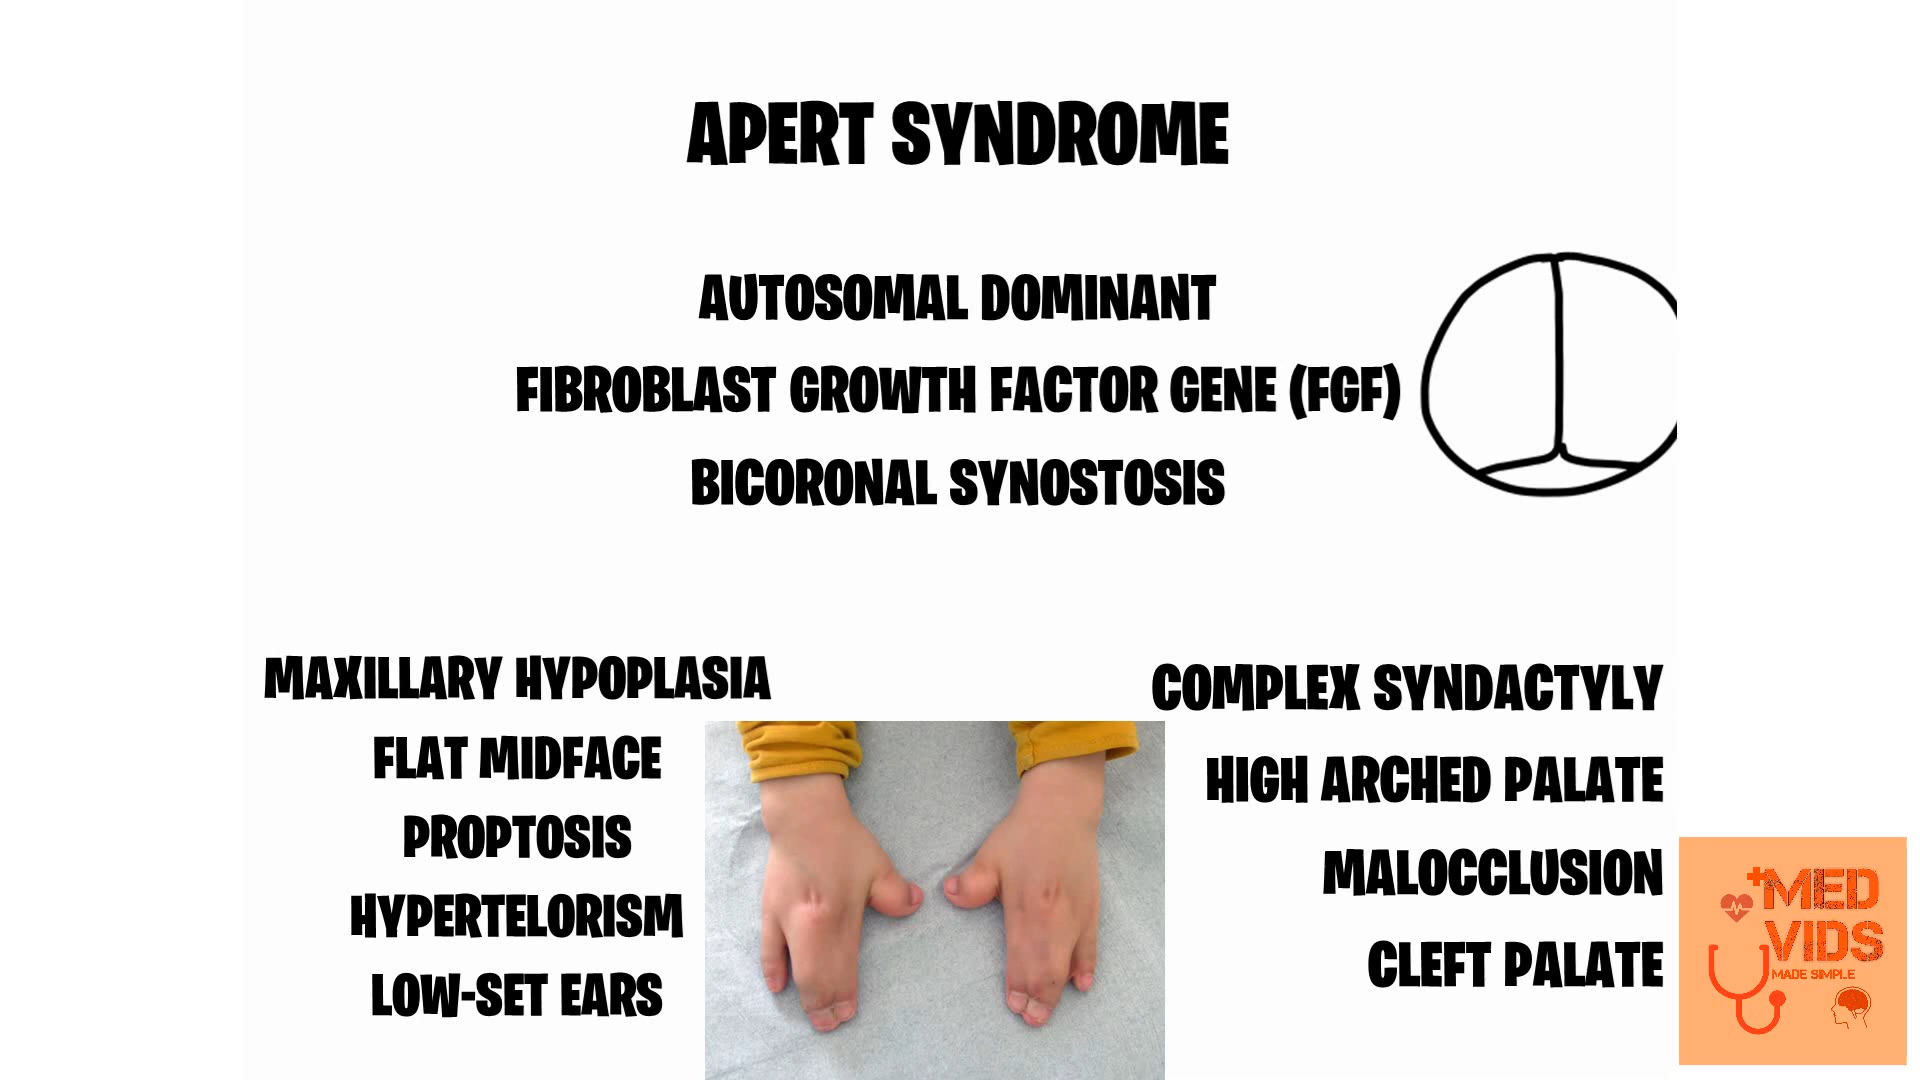 APERT SYNDROME
AUTOSOMAL DOMINANT
FIBROBLAST GROWTH FACTOR GENE (FGF)
BICORONAL SYNOSTOSIS
MAXILLARY HYPOPLASIA
FLAT MIDFACE
PROPTOSIS
HYPERTELORISM
LOW-SET EARS
COMPLEX SYNDACTYLY
HIGH ARCHED PALATE
MALOCCLUSION
CLEFT PALATE
MED
VIDS
MADE SIMPLE